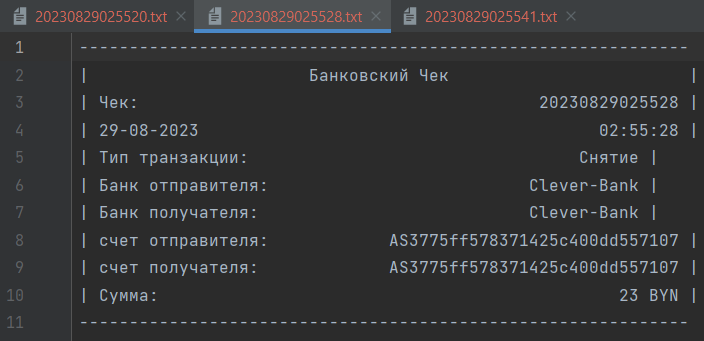 20230829025520.txt 20230829025528.txt 20230829025541.txt
1 -------------------------------------------------------------
2 | Банковский Чек |
3 | Чек: 20230829025528 |
4 | 29-08-2023 02:55:28 |
5 | Тип транзакции: Снятие |
6 | Банк отправителя: Clever-Bank |
7 | Банк получателя: Clever-Bank |
8 | счет отправителя: AS3775ff578371425c400dd557107 |
9 | счет получателя: AS3775ff578371425c400dd557107 |
10 | Сумма: 23 BYN |
11 -------------------------------------------------------------